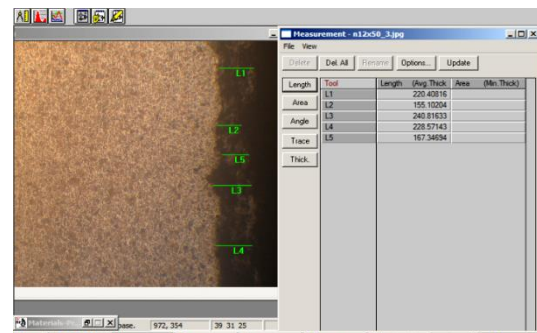 Measurement - n12x50_3.jpg
File View
Delete Del. All Rename Options... Update
Length Tool Length (Avg. Thick Area (Min. Thick)
L1 220.40816
Area L2 155.10204
L3 240.81633
Angle L4 228.57143
L5 167.34694
Trace
Thick.
L1
L2
L5
L3
L4
base. 972, 354 39 31 25